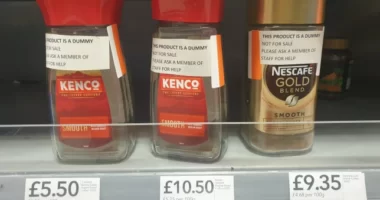 THIS PRODUCT IS A DUMMY
NOT FOR SALE
PLEASE ASK A MEMBER OF
STAFF FOR HELP
KENCO
SMOOTH
THIS PRODUCT IS A DUMMY
NOT FOR SALE
PLEASE ASK A MEMBER OF
STAFF FOR HELP
KENCO
SMOOTH
THIS PRODUCT IS A DUMMY
NOT FOR SALE
PLEASE ASK A MEMBER OF
STAFF FOR HELP
NESCAFÉ
GOLD
BLEND
SMOOTH
£5.50
£10.50
£9.35